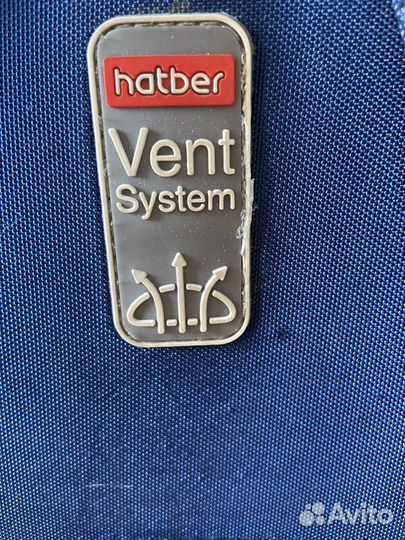 hatber
Vent
System
Avito